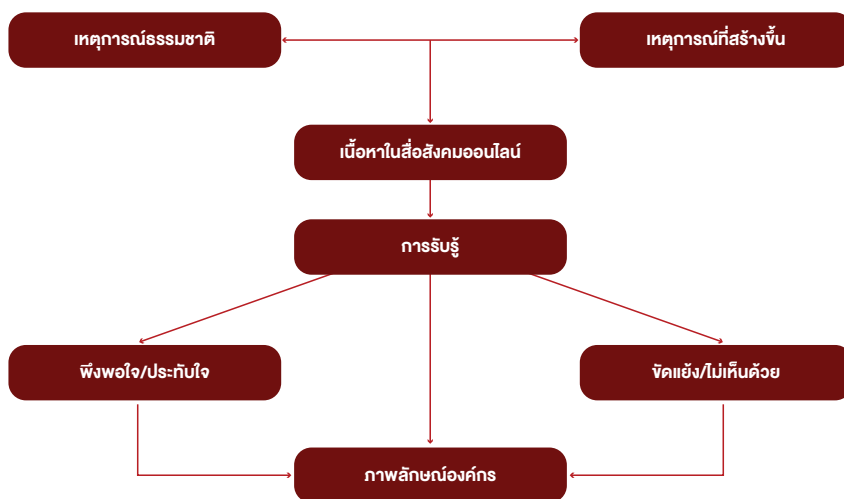 เหตุการณ์ธรรมชาติ
เหตุการณ์ที่สร้างขึ้น
เนื้อหาในสื่อสังคมออนไลน์
การรับรู้
พึงพอใจ/ประทับใจ
ขัดแย้ง/ไม่เห็นด้วย
ภาพลักษณ์องค์กร